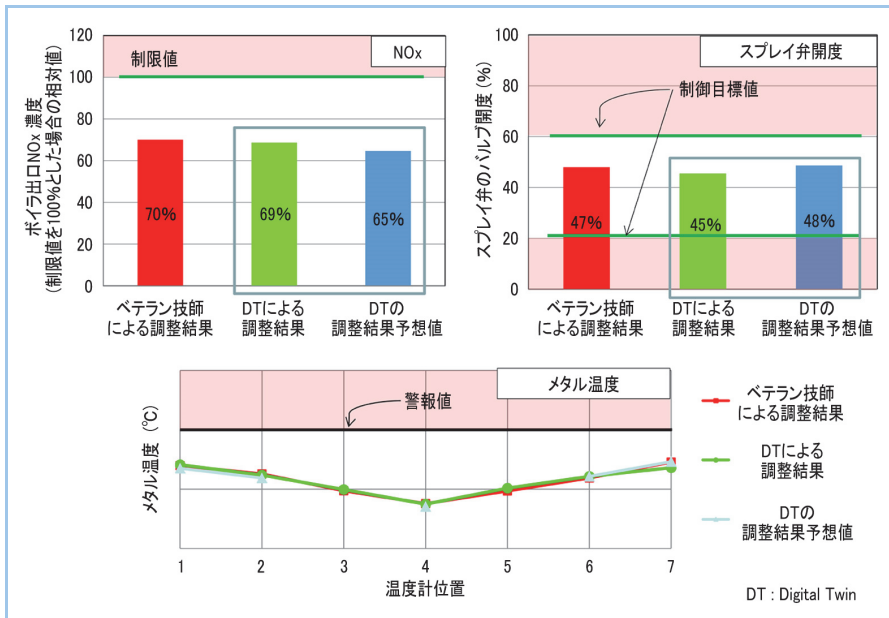 NOx
制限値
120
100
80
60
40
20
0
ボイラ出口NOx 濃度
(制限値を100%とした場合の相対値)
70%
69%
65%
ベテラン技師
による調整結果
DTによる
調整結果
DTの
調整結果予想値
スプレイ弁開度
制御目標値
100
80
60
40
20
0
スプレイ弁のバルブ開度(%)
47%
45%
48%
ベテラン技師
による調整結果
DTによる
調整結果
DTの
調整結果予想値
メタル温度
警報値
メタル温度 (℃)
1 2 3 4 5 6 7
温度計位置
ベテラン技師
による調整結果
DTによる
調整結果
DTの
調整結果予想値
DT : Digital Twin